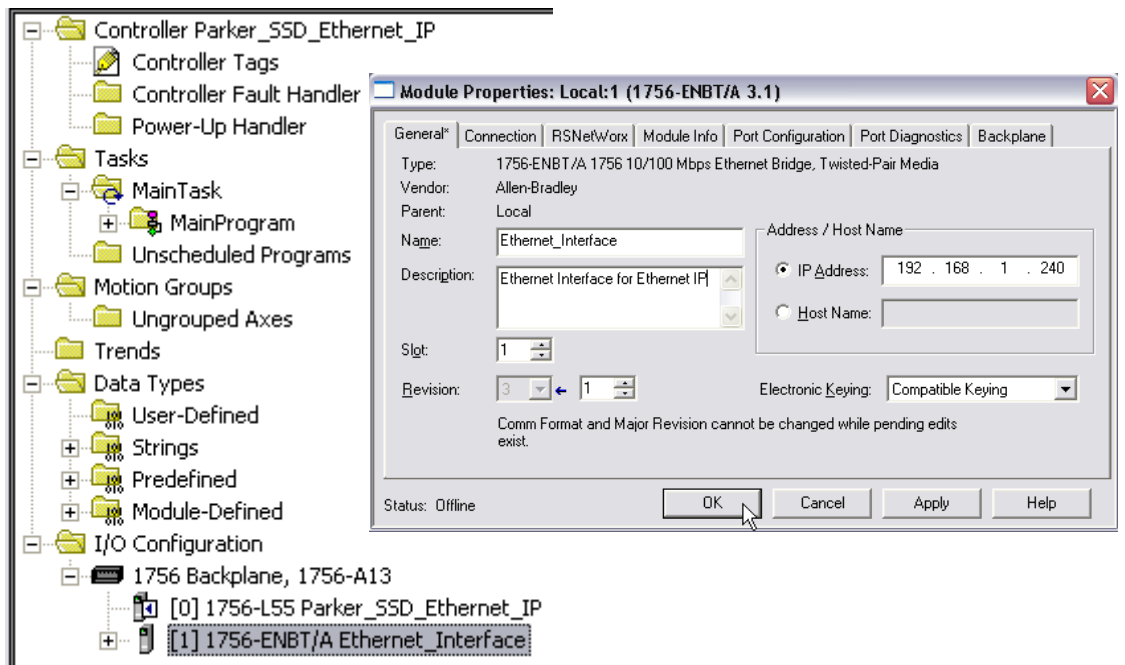 Controller Parker_SSD_Ethernet_IP
Controller Tags
Controller Fault Handler
Power-Up Handler
Tasks
MainTask
MainProgram
Unscheduled Programs
Motion Groups
Ungrouped Axes
Trends
Data Types
User-Defined
Strings
Predefined
Module-Defined
I/O Configuration
1756 Backplane, 1756-A13
[0] 1756-L55 Parker_SSD_Ethernet_IP
[1] 1756-ENBT/A Ethernet_Interface
Module Properties: Local:1 (1756-ENBT/A 3.1)
General* Connection RSNetWorx Module Info Port Configuration Port Diagnostics Backplane
Type: 1756-ENBT/A 1756 10/100 Mbps Ethernet Bridge, Twisted-Pair Media
Vendor: Allen-Bradley
Parent: Local
Name: Ethernet_Interface
Description: Ethernet Interface for Ethernet IP
Address / Host Name
IP Address: 192 . 168 . 1 . 240
Host Name:
Slot: 1
Revision: 3 1
Electronic Keying: Compatible Keying
Comm Format and Major Revision cannot be changed while pending edits
exist.
Status: Offline
OK Cancel Apply Help